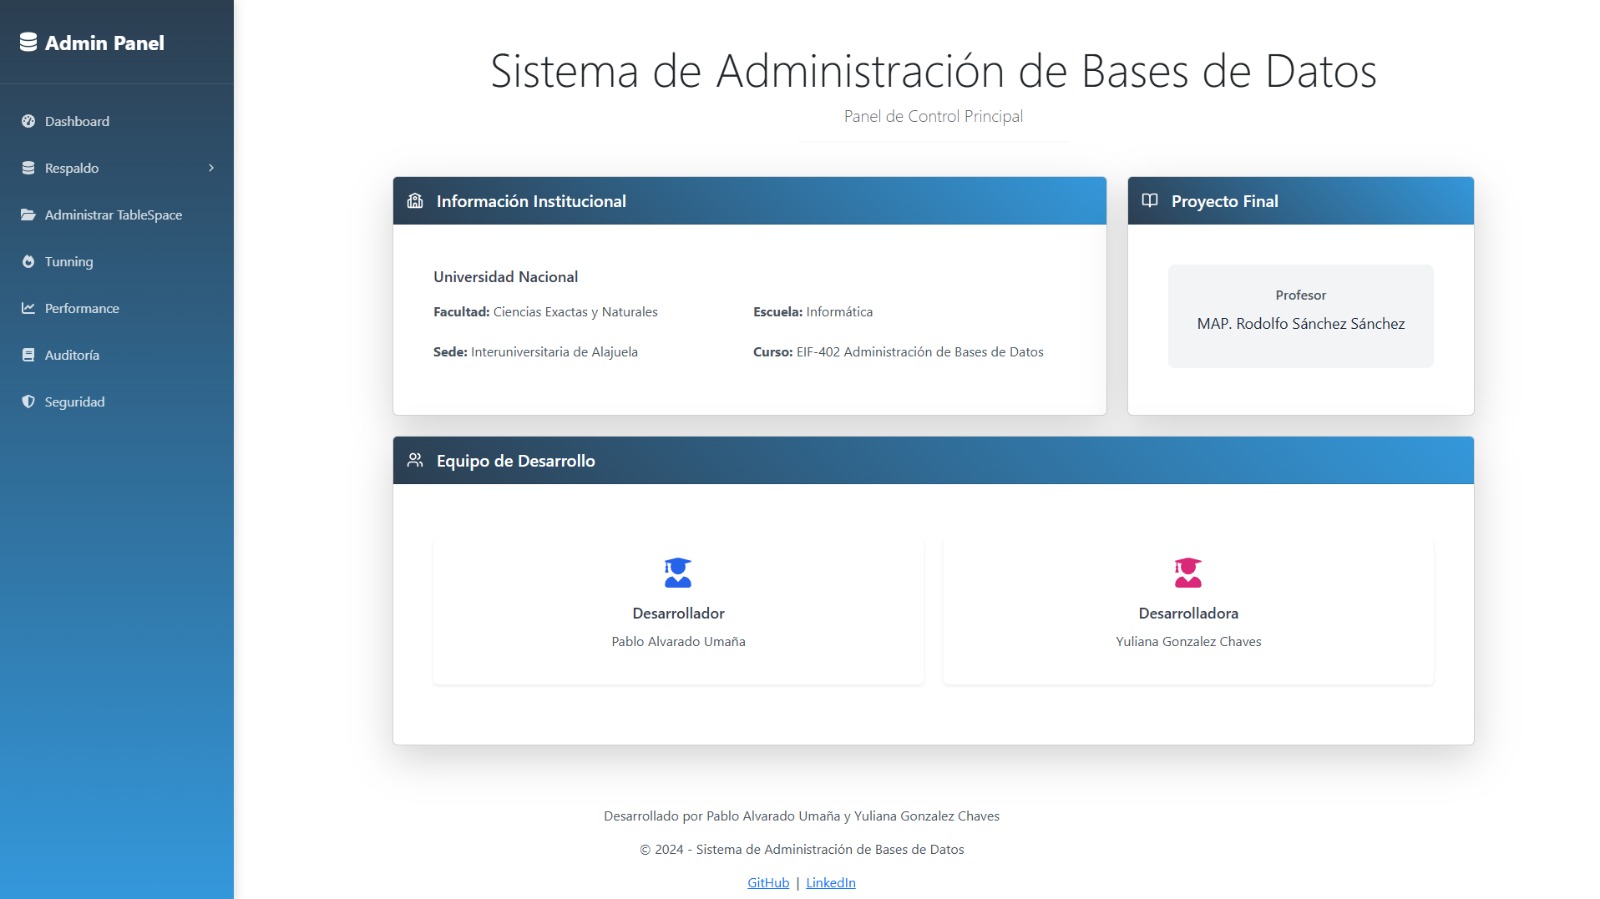 Admin Panel
Dashboard
Respaldo
Administrar TableSpace
Tunning
Performance
Auditoría
Seguridad
Sistema de Administración de Bases de Datos
Panel de Control Principal
Información Institucional
Universidad Nacional
Facultad: Ciencias Exactas y Naturales
Escuela: Informática
Sede: Interuniversitaria de Alajuela
Curso: EIF-402 Administración de Bases de Datos
Proyecto Final
Profesor
MAP. Rodolfo Sánchez Sánchez
Equipo de Desarrollo
Desarrollador
Pablo Alvarado Umaña
Desarrolladora
Yuliana Gonzalez Chaves
Desarrollado por Pablo Alvarado Umaña y Yuliana Gonzalez Chaves
© 2024 - Sistema de Administración de Bases de Datos
GitHub | LinkedIn